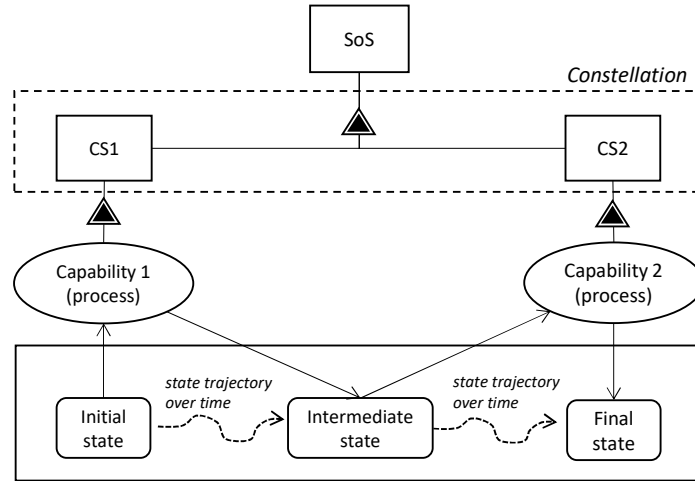 SoS
Constellation
CS1
CS2
Capability 1
(process)
Capability 2
(process)
state trajectory
over time
state trajectory
over time
Initial
state
Intermediate
state
Final
state